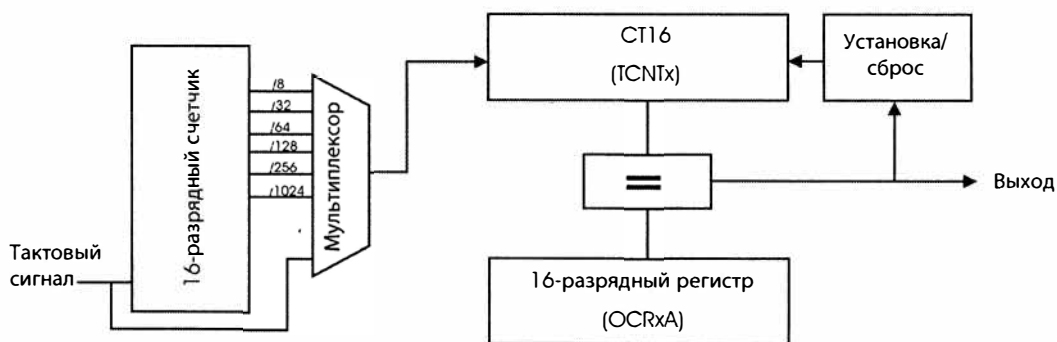 Тактовый
сигнал
16-разрядный счетчик
/8
/32
/64
/128
/256
/1024
Мультиплексор
CT16
(TCNTx)
Установка/
сброс
=
Выход
16-разрядный регистр
(OCRxA)